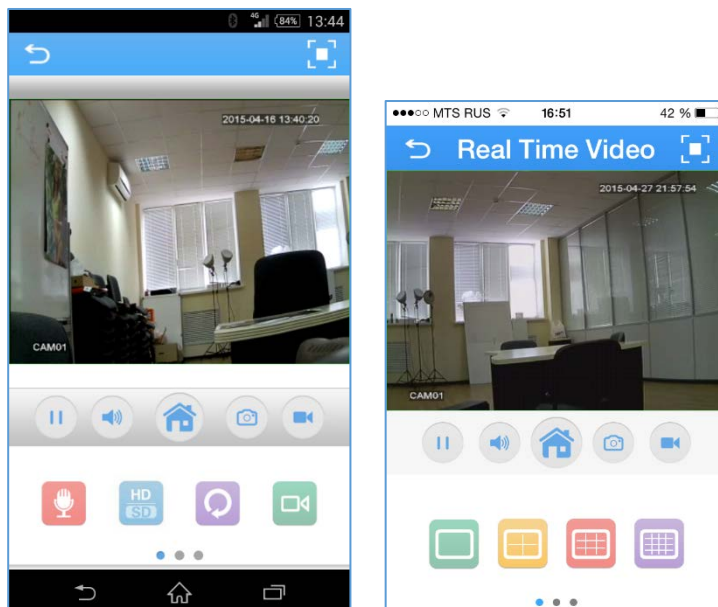 4G 84% 13:44
2015-04-16 13:40:20
CAM01
HD
SD
MTS RUS 16:51 42 %
Real Time Video
2015-04-27 21:57:54
CAM01